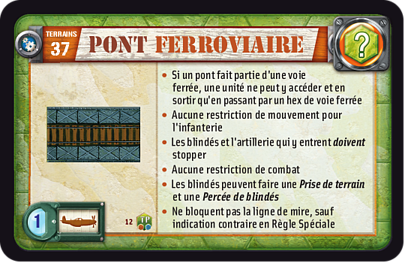 TERRAINS
37
PONT FERROVIAIRE
?
• Si un pont fait partie d'une voie
ferrée, une unité ne peut y accéder et en
sortir qu'en passant par un hex de voie ferrée
• Aucune restriction de mouvement pour
l'infanterie
• Les blindés et l'artillerie qui y entrent doivent
stopper
• Aucune restriction de combat
• Les blindés peuvent faire une Prise de terrain
et une Percée de blindés
• Ne bloquent pas la ligne de mire, sauf
indication contraire en Règle Spéciale
1
12